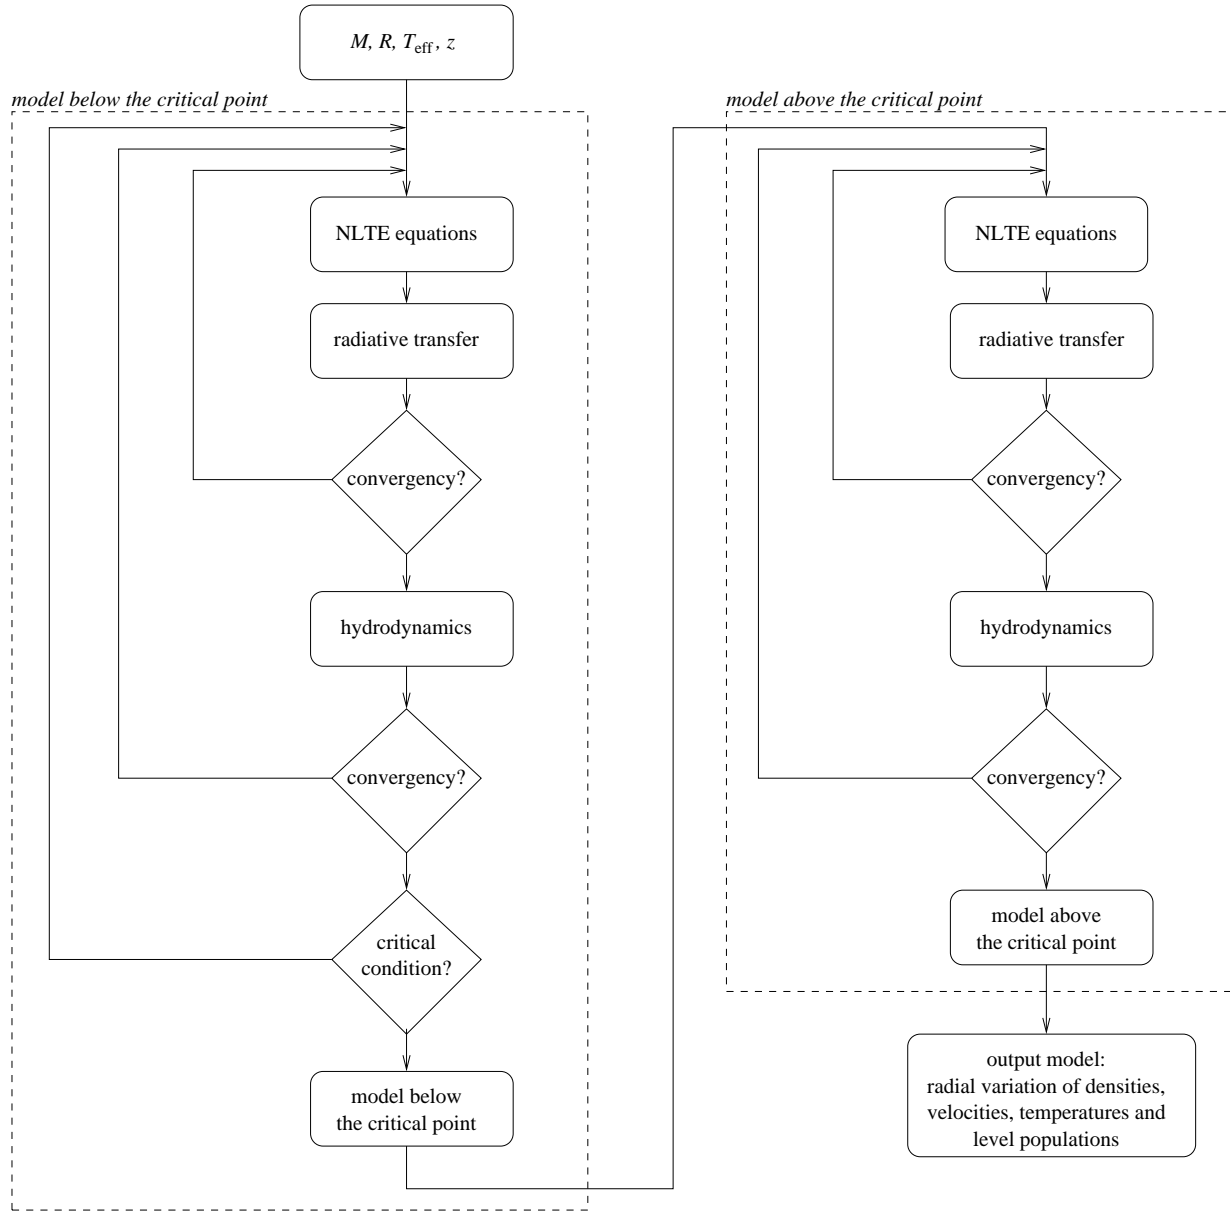 M, R, T_eff, z
model below the critical point
NLTE equations
radiative transfer
convergency?
hydrodynamics
convergency?
critical
condition?
model below
the critical point
model above the critical point
NLTE equations
radiative transfer
convergency?
hydrodynamics
convergency?
model above
the critical point
output model:
radial variation of densities,
velocities, temperatures and
level populations